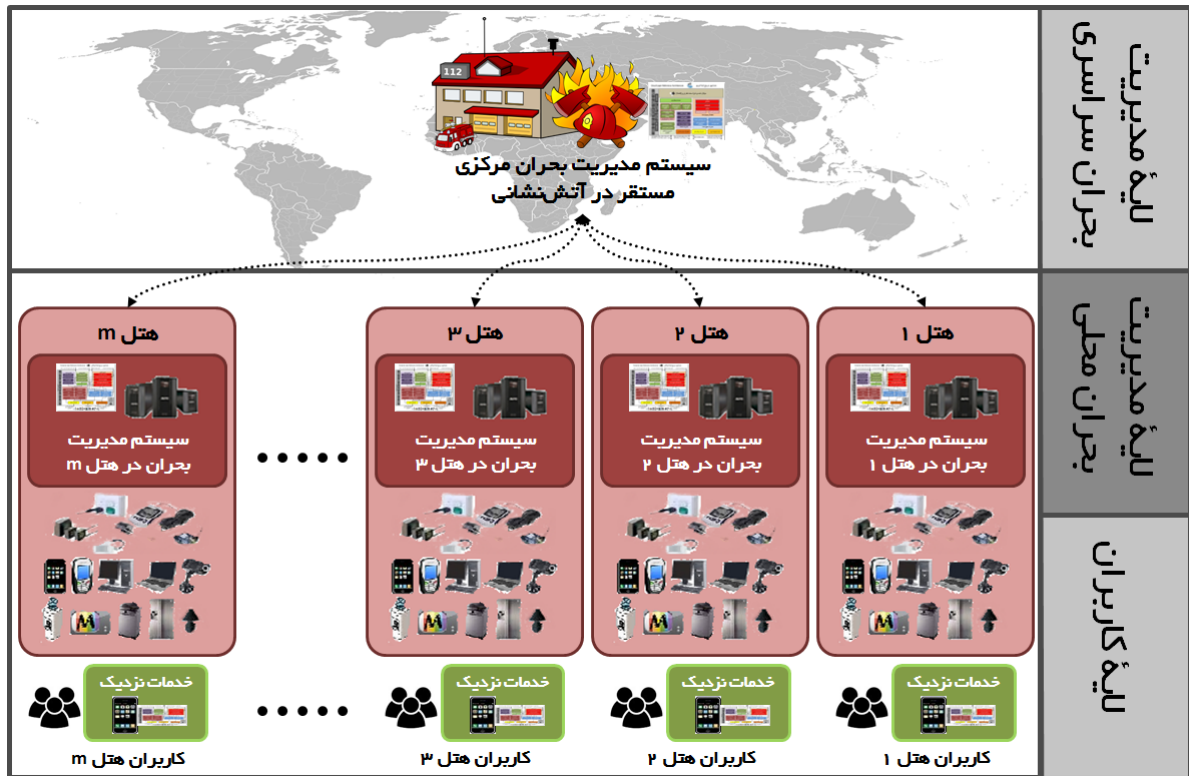 لایهٔ مدیریت
بحران سراسری
112
سیستم مدیریت بحران مرکزی
مستقر در آتش‌نشانی
لایهٔ مدیریت
بحران محلی
هتل ۱
سیستم مدیریت
بحران در هتل ۱
هتل ۲
سیستم مدیریت
بحران در هتل ۲
هتل ۳
سیستم مدیریت
بحران در هتل ۳
هتل m
سیستم مدیریت
بحران در هتل m
لایهٔ کاربران
خدمات نزدیک
کاربران هتل ۱
خدمات نزدیک
کاربران هتل ۲
خدمات نزدیک
کاربران هتل ۳
خدمات نزدیک
کاربران هتل m